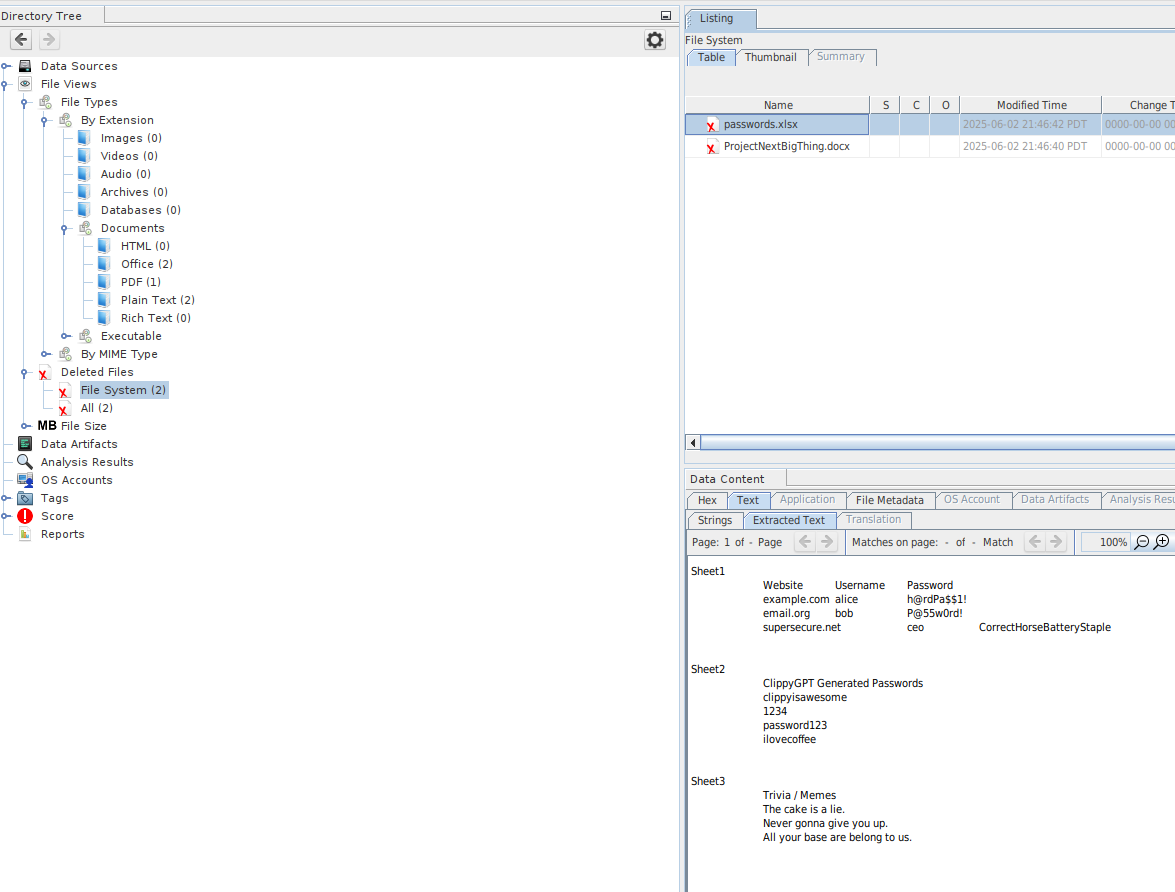 Directory Tree
Data Sources
File Views
File Types
By Extension
Images (0)
Videos (0)
Audio (0)
Archives (0)
Databases (0)
Documents
HTML (0)
Office (2)
PDF (1)
Plain Text (2)
Rich Text (0)
Executable
By MIME Type
Deleted Files
File System (2)
All (2)
MB File Size
Data Artifacts
Analysis Results
OS Accounts
Tags
Score
Reports
Listing
File System
Table Thumbnail Summary
Name S C O Modified Time Change T
passwords.xlsx 2025-06-02 21:46:42 PDT 0000-00-00 00
ProjectNextBigThing.docx 2025-06-02 21:46:40 PDT 0000-00-00 00
Data Content
Hex Text Application File Metadata OS Account Data Artifacts Analysis Resu
Strings Extracted Text Translation
Page: 1 of - Page Matches on page: - of - Match 100%
Sheet1
Website Username Password
example.com alice h@rdPa$$1!
email.org bob P@55w0rd!
supersecure.net ceo CorrectHorseBatteryStaple
Sheet2
ClippyGPT Generated Passwords
clippyisawesome
1234
password123
ilovecoffee
Sheet3
Trivia / Memes
The cake is a lie.
Never gonna give you up.
All your base are belong to us.